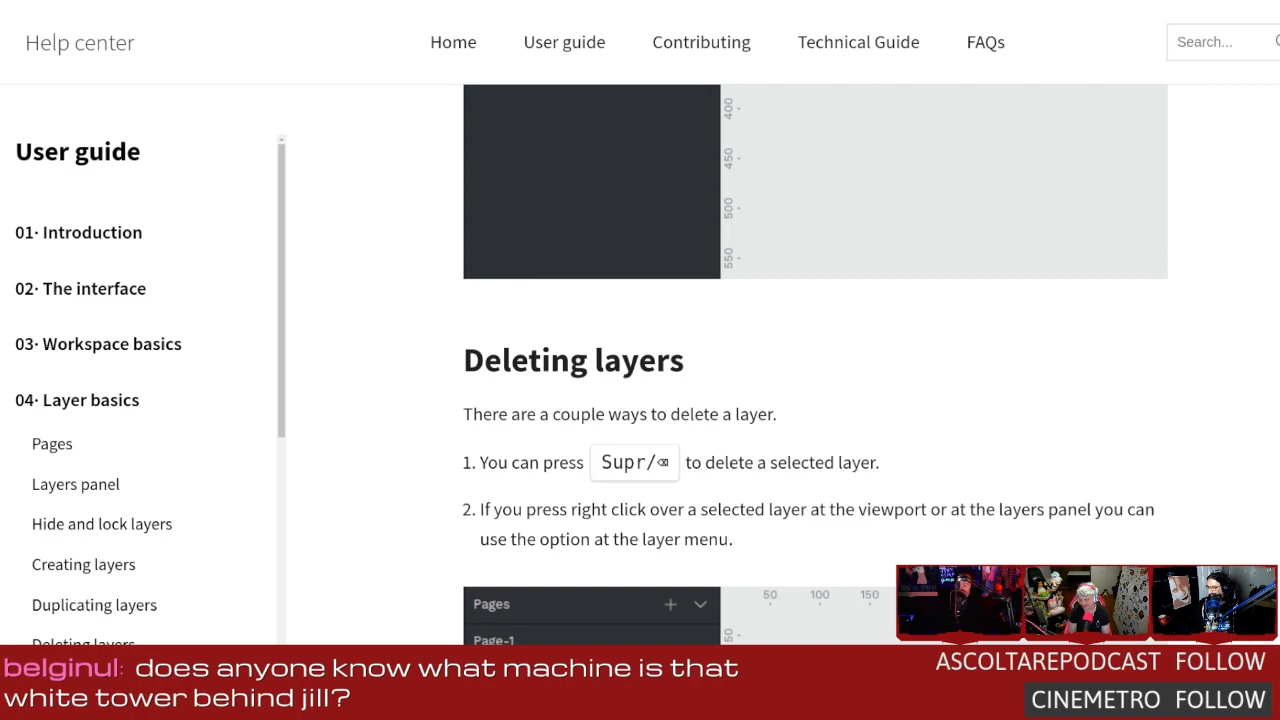 Help center
Home
User guide
Contributing
Technical Guide
FAQs
Search...
User guide
01· Introduction
02· The interface
03· Workspace basics
04· Layer basics
Pages
Layers panel
Hide and lock layers
Creating layers
Duplicating layers
Deleting layers
400
450
500
550
Deleting layers
There are a couple ways to delete a layer.
1. You can press Supr/⌫ to delete a selected layer.
2. If you press right click over a selected layer at the viewport or at the layers panel you can
use the option at the layer menu.
Pages
Page-1
50
100
150
50
belginul: does anyone know what machine is that
white tower behind jill?
ASCOLTAREPODCAST FOLLOW
CINEMETRO FOLLOW